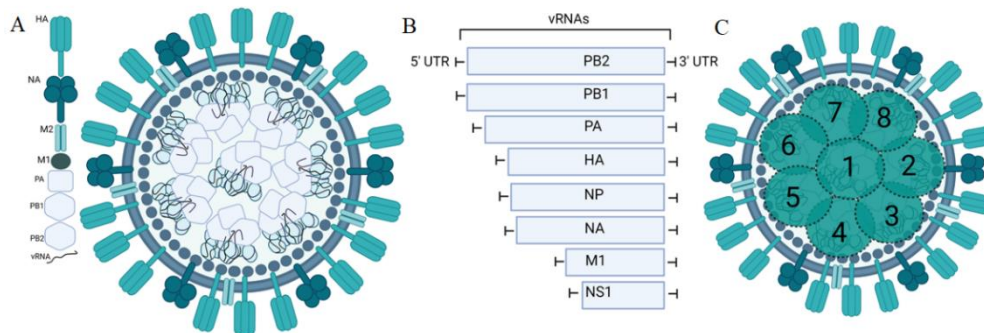 A
HA
NA
M2
M1
PA
PB1
PB2
vRNA
B
vRNAs
5' UTR
PB2
3' UTR
PB1
PA
HA
NP
NA
M1
NS1
C
7
8
6
1
2
5
3
4